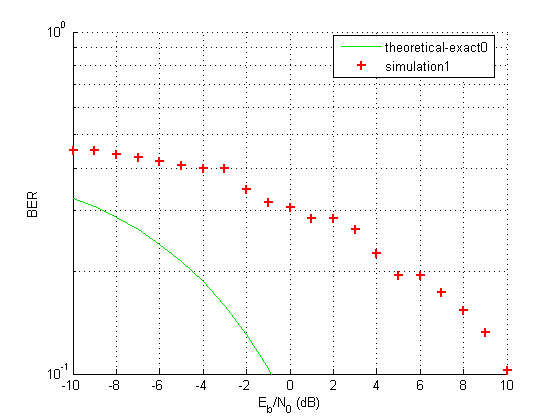 10^0
theoretical-exact0
simulation1
BER
10^-1
-10 -8 -6 -4 -2 0 2 4 6 8 10
E_b/N_0 (dB)